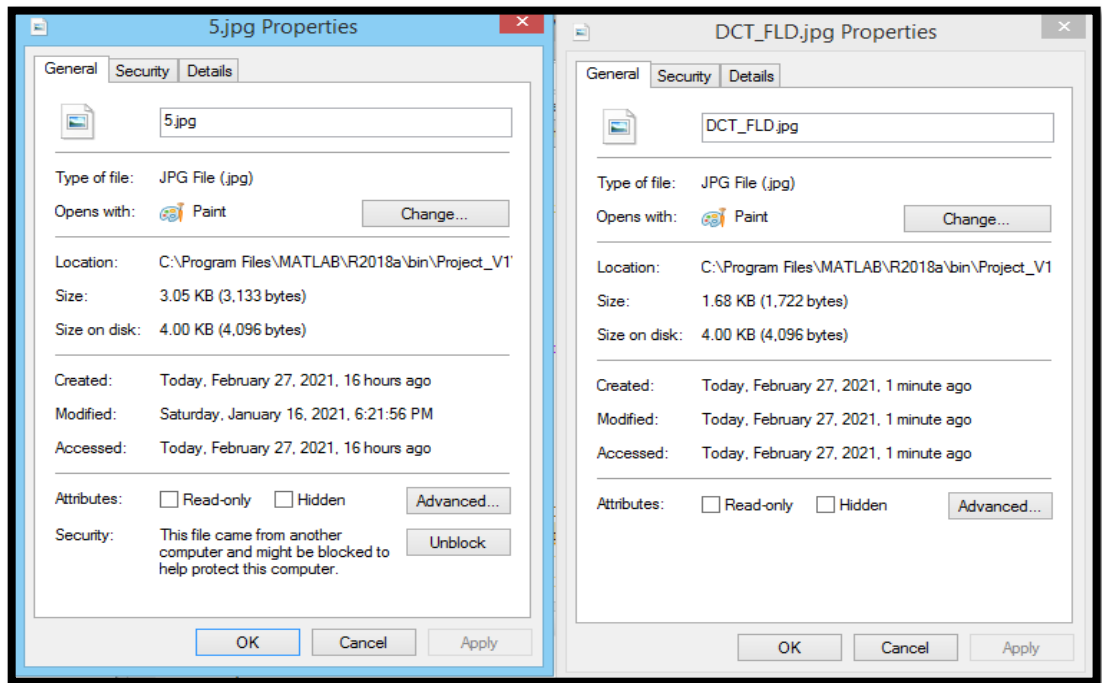 5.jpg Properties
General Security Details
5.jpg
Type of file: JPG File (.jpg)
Opens with: Paint Change...
Location: C:\Program Files\MATLAB\R2018a\bin\Project_V1
Size: 3.05 KB (3,133 bytes)
Size on disk: 4.00 KB (4,096 bytes)
Created: Today, February 27, 2021, 16 hours ago
Modified: Saturday, January 16, 2021, 6:21:56 PM
Accessed: Today, February 27, 2021, 16 hours ago
Attributes: Read-only Hidden Advanced...
Security: This file came from another
computer and might be blocked to
help protect this computer.
Unblock
OK Cancel Apply
DCT_FLD.jpg Properties
General Security Details
DCT_FLD.jpg
Type of file: JPG File (.jpg)
Opens with: Paint Change...
Location: C:\Program Files\MATLAB\R2018a\bin\Project_V1
Size: 1.68 KB (1,722 bytes)
Size on disk: 4.00 KB (4,096 bytes)
Created: Today, February 27, 2021, 1 minute ago
Modified: Today, February 27, 2021, 1 minute ago
Accessed: Today, February 27, 2021, 1 minute ago
Attributes: Read-only Hidden Advanced...
OK Cancel Apply